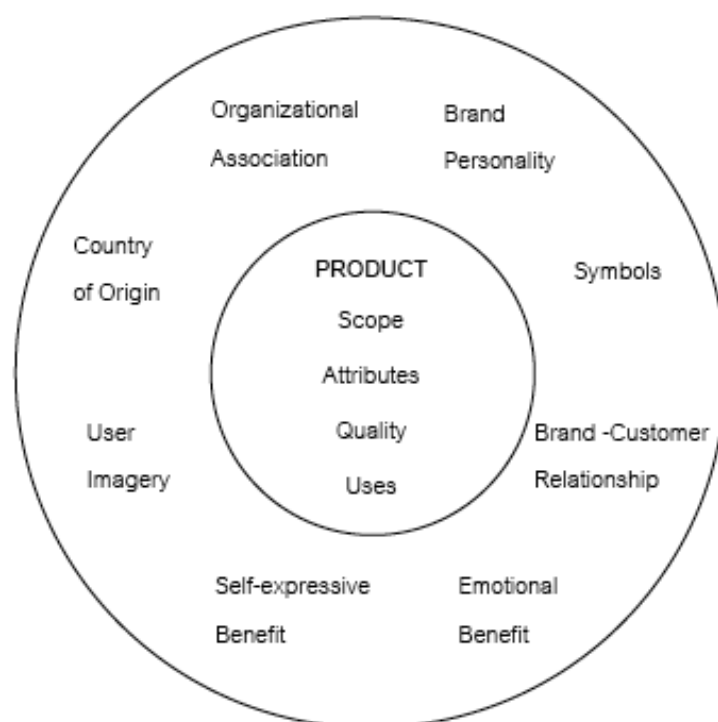 Organizational
Association
Brand
Personality
Country
of Origin
PRODUCT
Scope
Attributes
Quality
Uses
Symbols
User
Imagery
Brand -Customer
Relationship
Self-expressive
Benefit
Emotional
Benefit